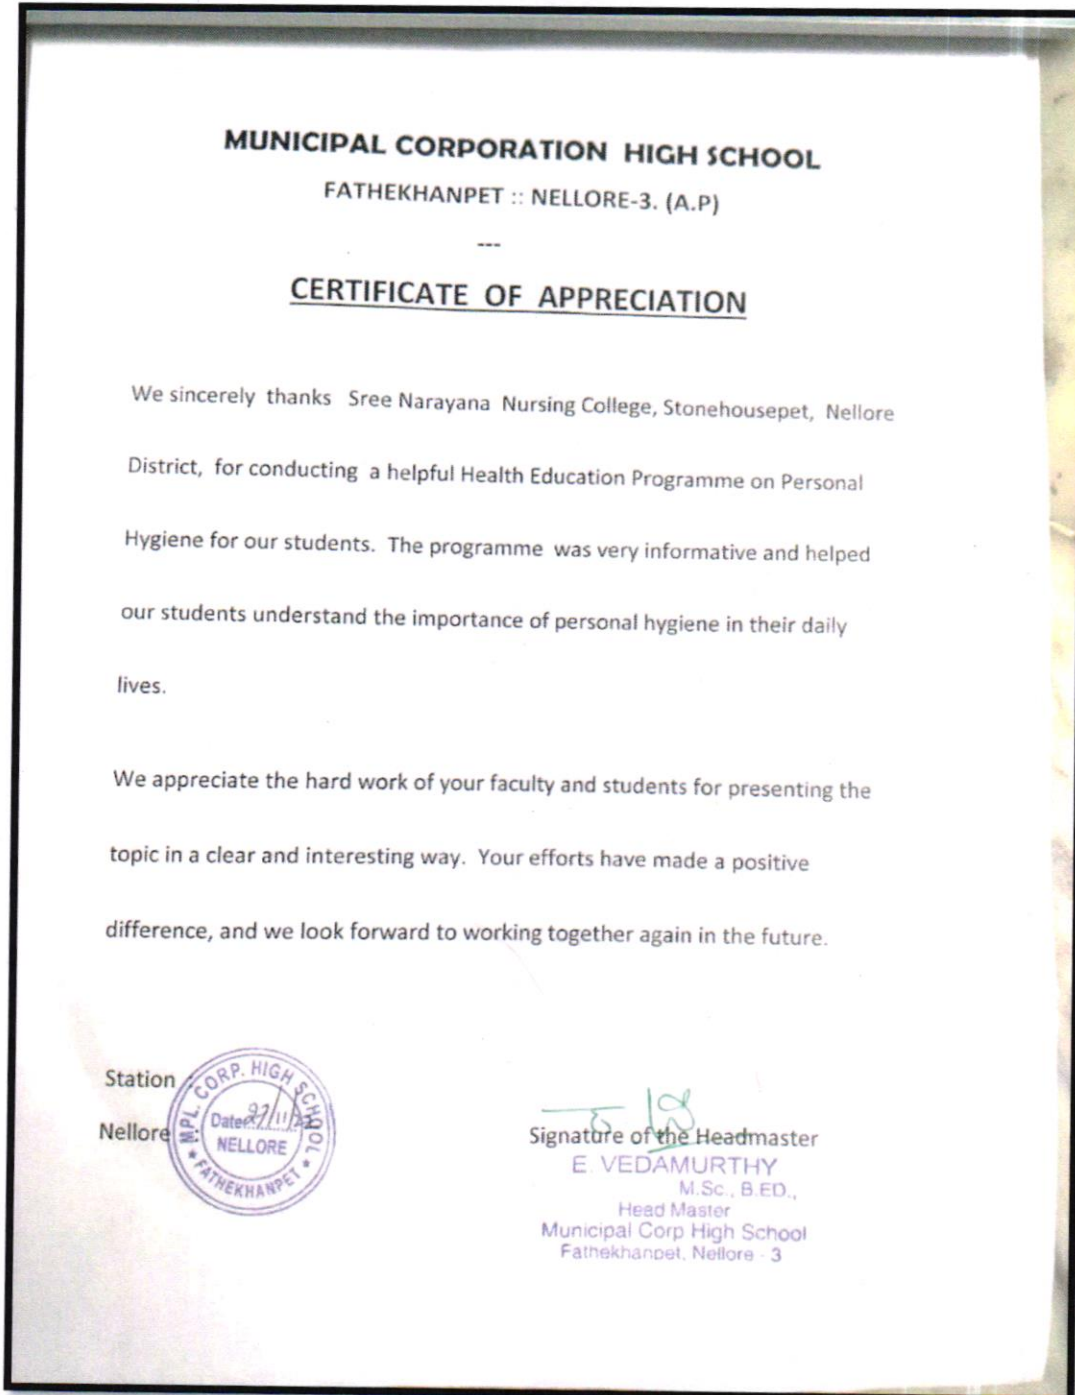 MUNICIPAL CORPORATION HIGH SCHOOL
FATHEKHANPET :: NELLORE-3. (A.P)
---
CERTIFICATE OF APPRECIATION
We sincerely thanks Sree Narayana Nursing College, Stonehousepet, Nellore
District, for conducting a helpful Health Education Programme on Personal
Hygiene for our students. The programme was very informative and helped
our students understand the importance of personal hygiene in their daily
lives.
We appreciate the hard work of your faculty and students for presenting the
topic in a clear and interesting way. Your efforts have made a positive
difference, and we look forward to working together again in the future.
Station
Nellore
MPL. CORP. HIGH SCHOOL
Date
NELLORE
FATHEKHANPET
Signature of the Headmaster
E. VEDAMURTHY
M.Sc., B.ED.,
Head Master
Municipal Corp High School
Fathekhanpet, Nellore - 3